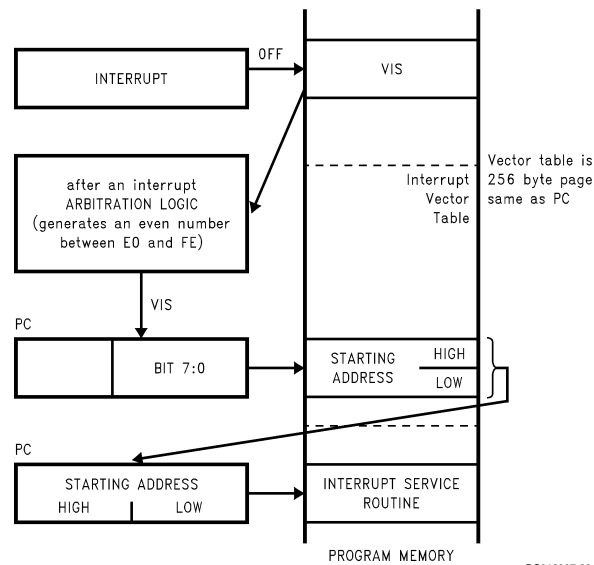 OFF
INTERRUPT
VIS
after an interrupt
ARBITRATION LOGIC
(generates an even number
between E0 and FE)
Interrupt
Vector
Table
Vector table is
256 byte page
same as PC
VIS
PC
BIT 7:0
STARTING
ADDRESS
HIGH
LOW
PC
STARTING ADDRESS
HIGH
LOW
INTERRUPT SERVICE
ROUTINE
PROGRAM MEMORY